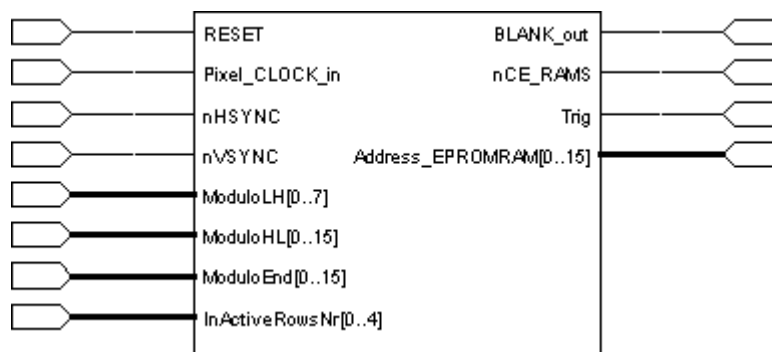 RESET
BLANK_out
Pixel_CLOCK_in
nCE_RAMS
nHSYNC
Trig
nVSYNC
Address_EPROMRAM[0..15]
ModuloLH[0..7]
ModuloHL[0..15]
ModuloEnd[0..15]
InActiveRowsNr[0..4]